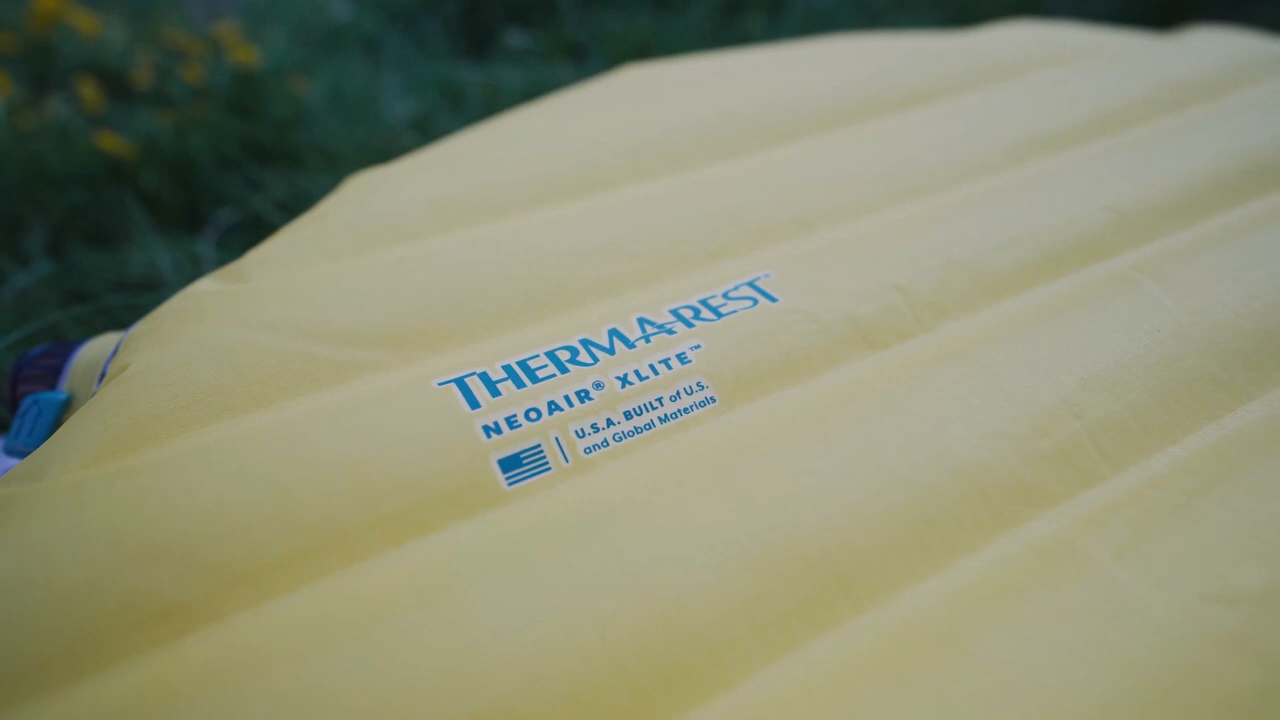 THERMAREST
NEOAIR® XLITE™
U.S.A. BUILT of U.S.
and Global Materials